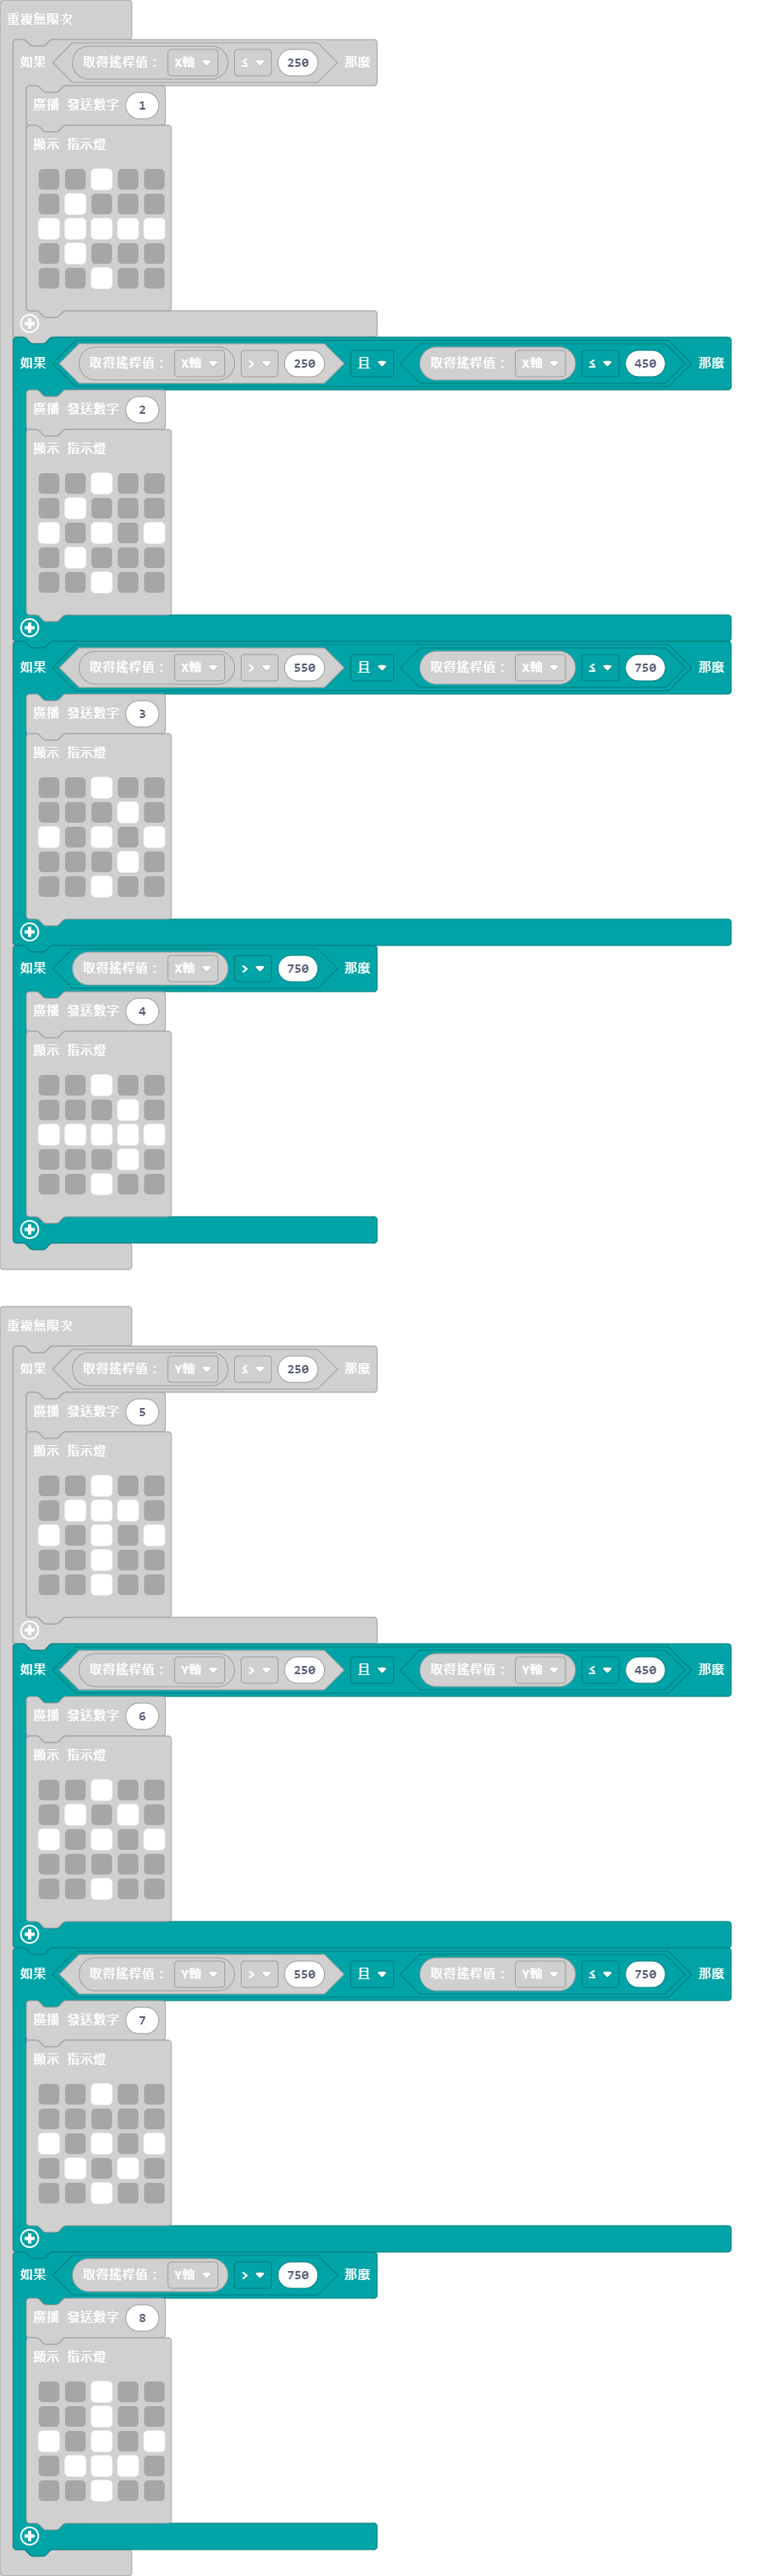 重複無限次
如果 取得搖桿值： X軸 ≤ 250 那麼
廣播 發送數字 1
顯示 指示燈
如果 取得搖桿值： X軸 > 250 且 取得搖桿值： X軸 ≤ 450 那麼
廣播 發送數字 2
顯示 指示燈
如果 取得搖桿值： X軸 > 550 且 取得搖桿值： X軸 ≤ 750 那麼
廣播 發送數字 3
顯示 指示燈
如果 取得搖桿值： X軸 > 750 那麼
廣播 發送數字 4
顯示 指示燈
重複無限次
如果 取得搖桿值： Y軸 ≤ 250 那麼
廣播 發送數字 5
顯示 指示燈
如果 取得搖桿值： Y軸 > 250 且 取得搖桿值： Y軸 ≤ 450 那麼
廣播 發送數字 6
顯示 指示燈
如果 取得搖桿值： Y軸 > 550 且 取得搖桿值： Y軸 ≤ 750 那麼
廣播 發送數字 7
顯示 指示燈
如果 取得搖桿值： Y軸 > 750 那麼
廣播 發送數字 8
顯示 指示燈